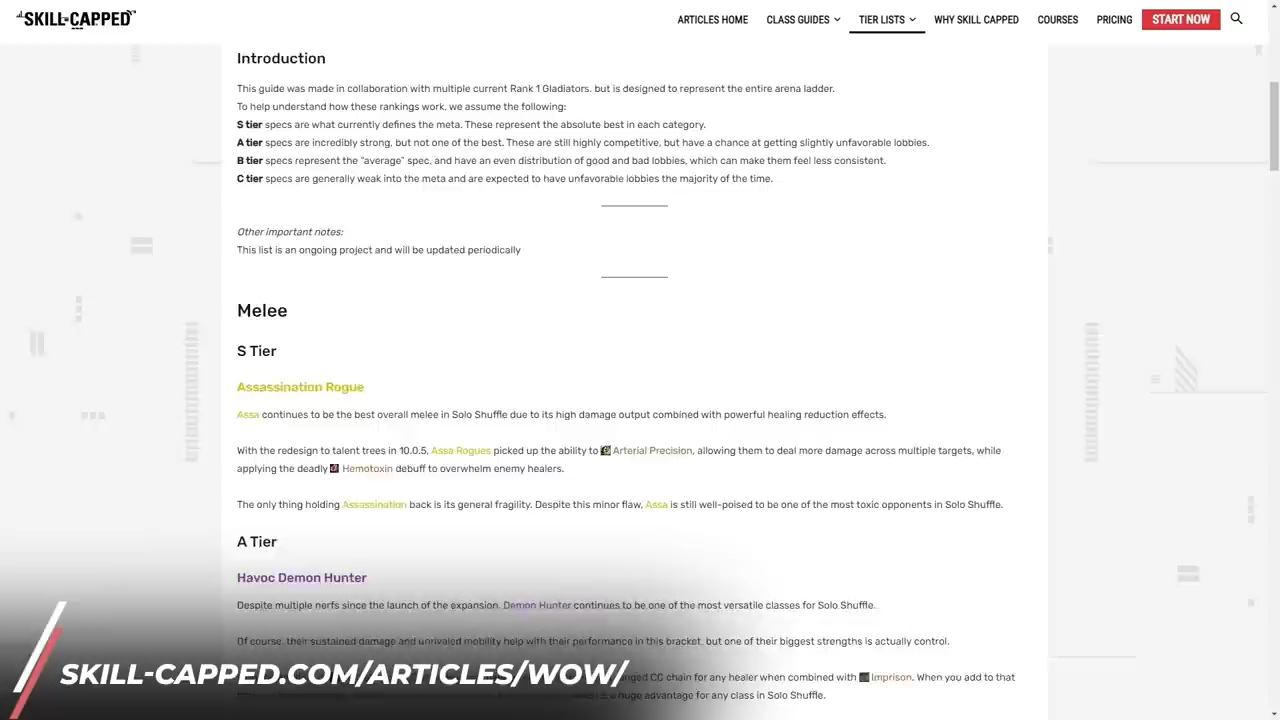 SKILL-CAPPED
ARTICLES HOME
CLASS GUIDES
TIER LISTS
WHY SKILL CAPPED
COURSES
PRICING
START NOW
Introduction
This guide was made in collaboration with multiple current Rank 1 Gladiators, but is designed to represent the entire arena ladder.
To help understand how these rankings work, we assume the following:
S tier specs are what currently defines the meta. These represent the absolute best in each category.
A tier specs are incredibly strong, but not one of the best. These are still highly competitive, but have a chance at getting slightly unfavorable lobbies.
B tier specs represent the "average" spec, and have an even distribution of good and bad lobbies, which can make them feel less consistent.
C tier specs are generally weak into the meta and are expected to have unfavorable lobbies the majority of the time.
Other important notes:
This list is an ongoing project and will be updated periodically
Melee
S Tier
Assassination Rogue
Assa continues to be the best overall melee in Solo Shuffle due to its high damage output combined with powerful healing reduction effects.
With the redesign to talent trees in 10.0.5, Assa Rogues picked up the ability to Arterial Precision, allowing them to deal more damage across multiple targets, while
applying the deadly Hemotoxin debuff to overwhelm enemy healers.
The only thing holding Assassination back is its general fragility. Despite this minor flaw, Assa is still well-poised to be one of the most toxic opponents in Solo Shuffle.
A Tier
Havoc Demon Hunter
Despite multiple nerfs since the launch of the expansion, Demon Hunter continues to be one of the most versatile classes for Solo Shuffle.
Of course, their sustained damage and unrivaled mobility help with their performance in this bracket, but one of their biggest strengths is actually control.
CC chain for any healer when combined with Imprison. When you add to that
a huge advantage for any class in Solo Shuffle.
SKILL-CAPPED.COM/ARTICLES/WOW/